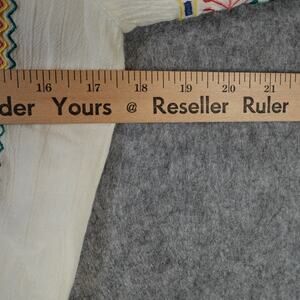 16 17 18 19 20 21
der Yours @ Reseller Ruler